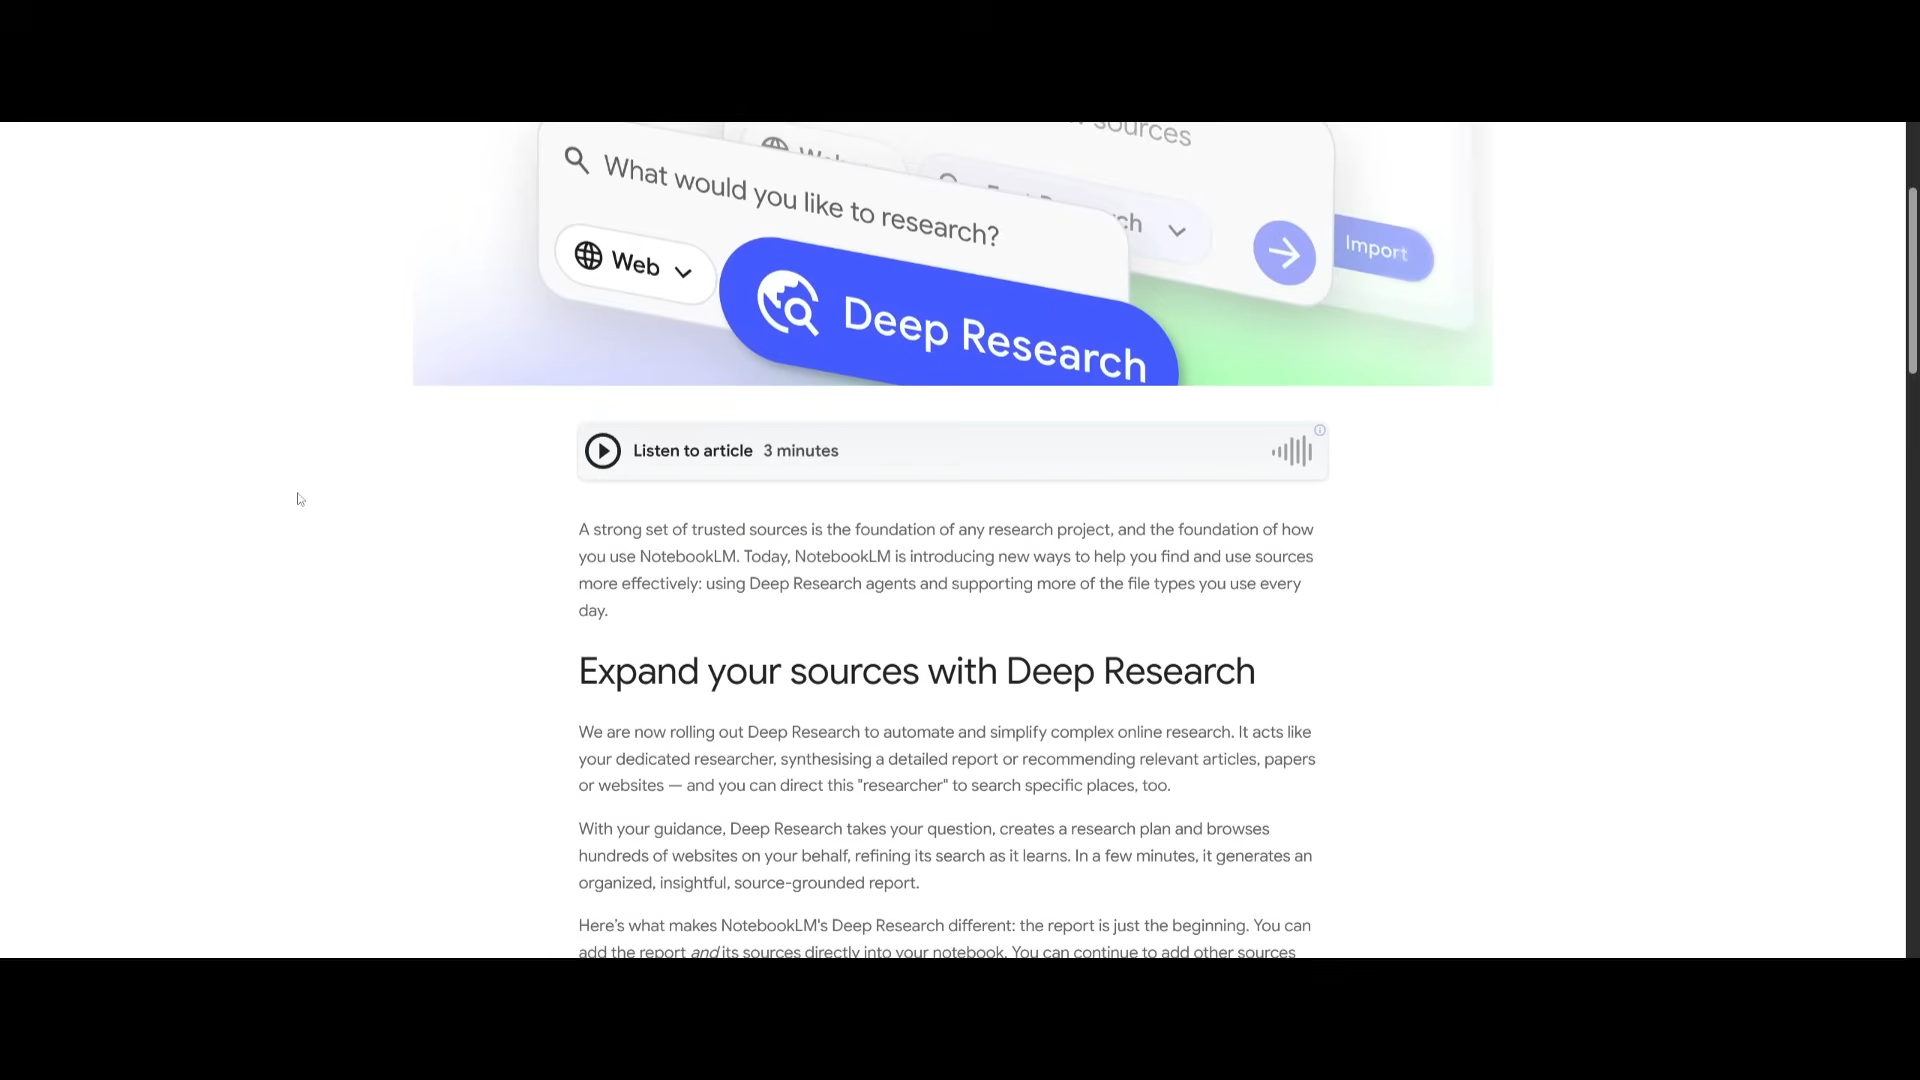 sources
What would you like to research?
Web
Import
Deep Research
Listen to article 3 minutes
A strong set of trusted sources is the foundation of any research project, and the foundation of how
you use NotebookLM. Today, NotebookLM is introducing new ways to help you find and use sources
more effectively: using Deep Research agents and supporting more of the file types you use every
day.
Expand your sources with Deep Research
We are now rolling out Deep Research to automate and simplify complex online research. It acts like
your dedicated researcher, synthesising a detailed report or recommending relevant articles, papers
or websites — and you can direct this "researcher" to search specific places, too.
With your guidance, Deep Research takes your question, creates a research plan and browses
hundreds of websites on your behalf, refining its search as it learns. In a few minutes, it generates an
organized, insightful, source-grounded report.
Here's what makes NotebookLM's Deep Research different: the report is just the beginning. You can
add the report and its sources directly into your notebook. You can continue to add other sources